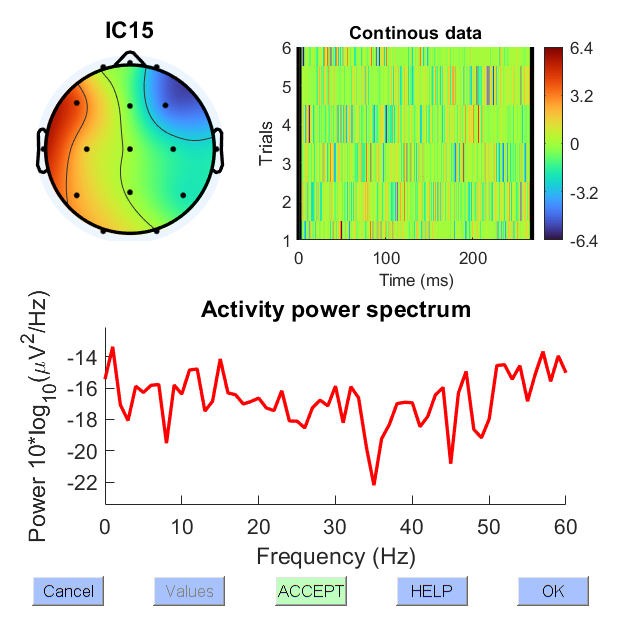 IC15
Continous data
Trials
6
5
4
3
2
1
0
100
200
Time (ms)
6.4
3.2
0
-3.2
-6.4
Activity power spectrum
Power 10*log10(μV2/Hz)
-14
-16
-18
-20
-22
0
10
20
30
40
50
60
Frequency (Hz)
Cancel
Values
ACCEPT
HELP
OK